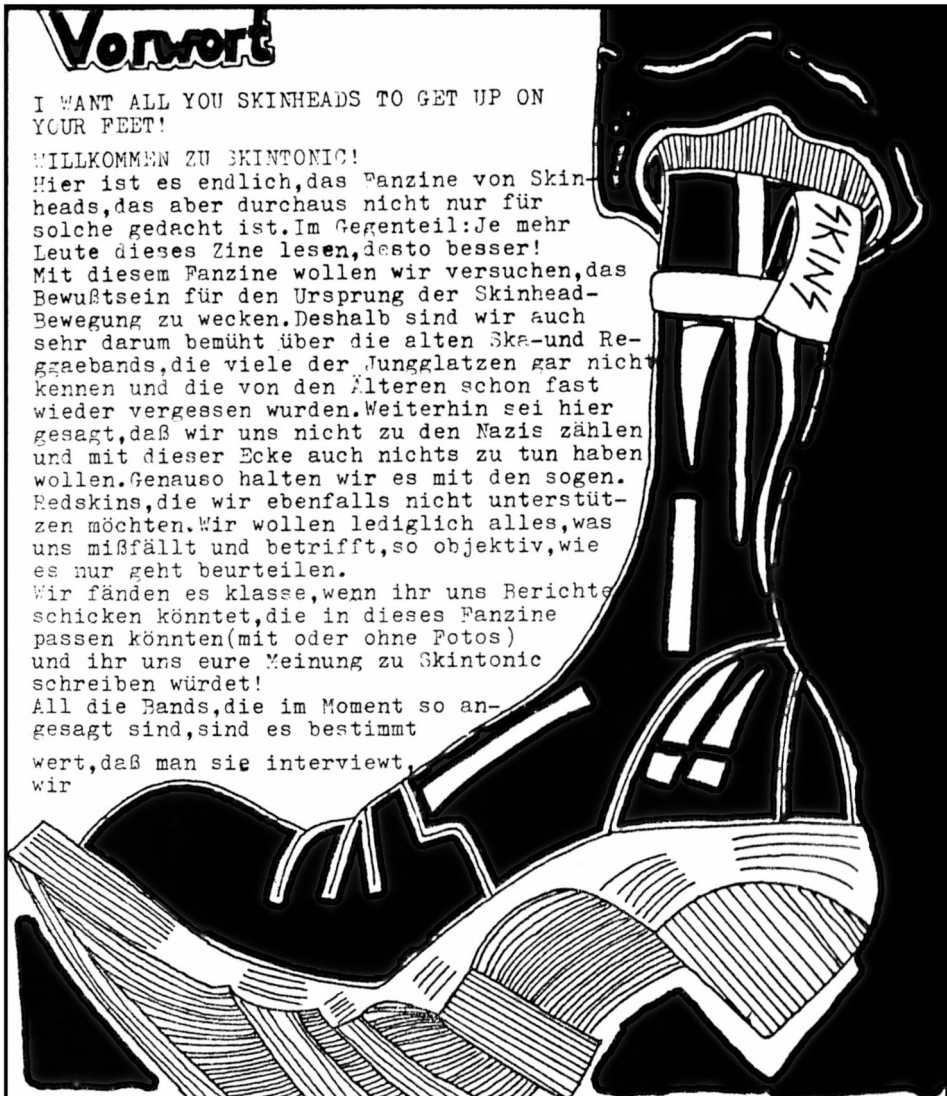 Vorwort
I WANT ALL YOU SKINHEADS TO GET UP ON
YOUR FEET!
WILLKOMMEN ZU SKINTONIC!
Hier ist es endlich,das Fanzine von Skin-
heads,das aber durchaus nicht nur für
solche gedacht ist.Im Gegenteil:Je mehr
Leute dieses Zine lesen,desto besser!
Mit diesem Fanzine wollen wir versuchen,das
Bewußtsein für den Ursprung der Skinhead-
Bewegung zu wecken.Deshalb sind wir auch
sehr darum bemüht über die alten Ska-und Re-
ggaebands,die viele der Jungglatzen gar nicht
kennen und die von den Älteren schon fast
wieder vergessen wurden.Weiterhin sei hier
gesagt,daß wir uns nicht zu den Nazis zählen
und mit dieser Ecke auch nichts zu tun haben
wollen.Genauso halten wir es mit den sogen.
Redskins,die wir ebenfalls nicht unterstüt-
zen möchten.Wir wollen lediglich alles,was
uns mißfällt und betrifft,so objektiv,wie
es nur geht beurteilen.
Wir fänden es klasse,wenn ihr uns Berichte
schicken könntet,die in dieses Fanzine
passen könnten(mit oder ohne Fotos)
und ihr uns eure Meinung zu Skintonic
schreiben würdet!
All die Bands,die im Moment so an-
gesagt sind,sind es bestimmt
wert,daß man sie interviewt,
wir
SKINS